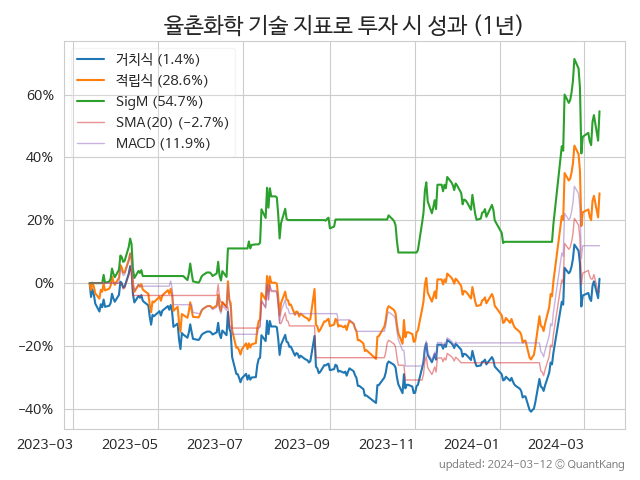 율촌화학 기술 지표로 투자 시 성과 (1년)
거치식 (1.4%)
적립식 (28.6%)
SigM (54.7%)
SMA(20) (−2.7%)
MACD (11.9%)
60%
40%
20%
0%
−20%
−40%
2023-03 2023-05 2023-07 2023-09 2023-11 2024-01 2024-03
updated: 2024-03-12 © QuantKang